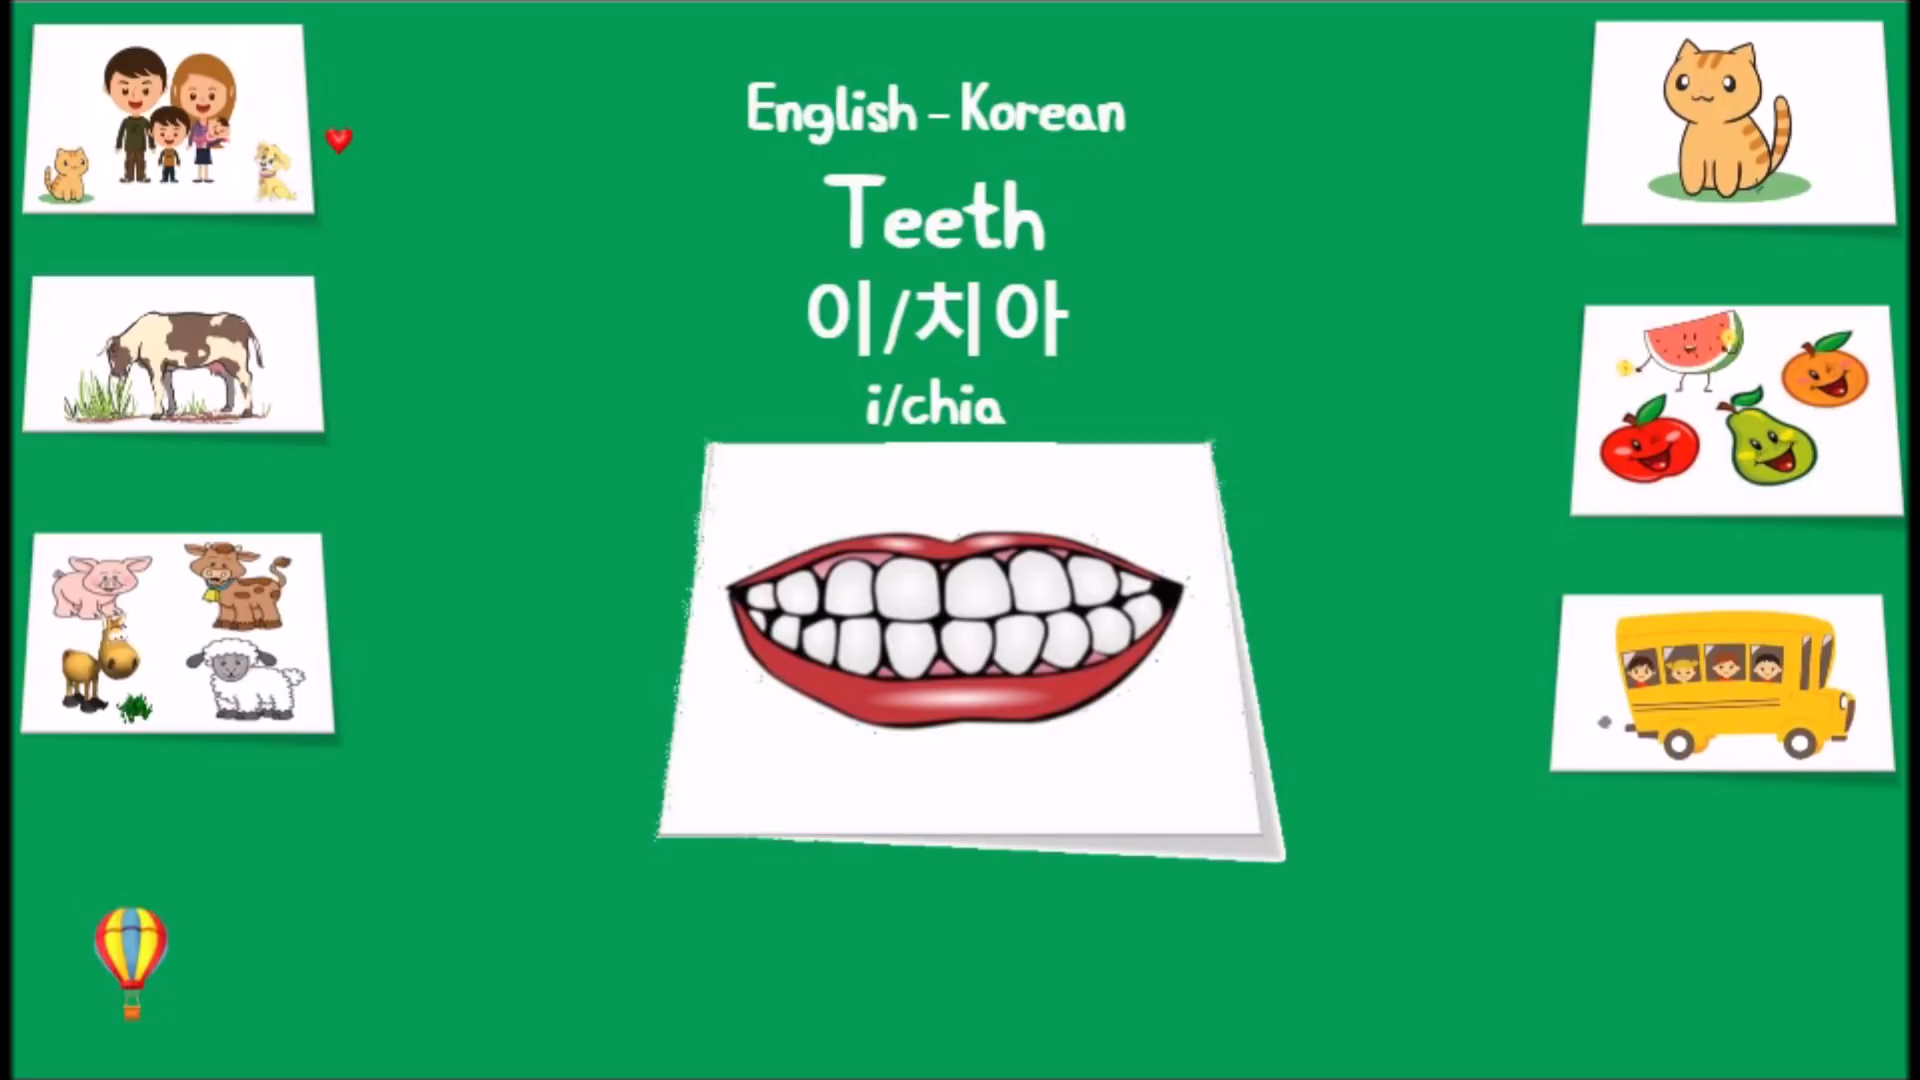 English - Korean
Teeth
이/치아
i/chia